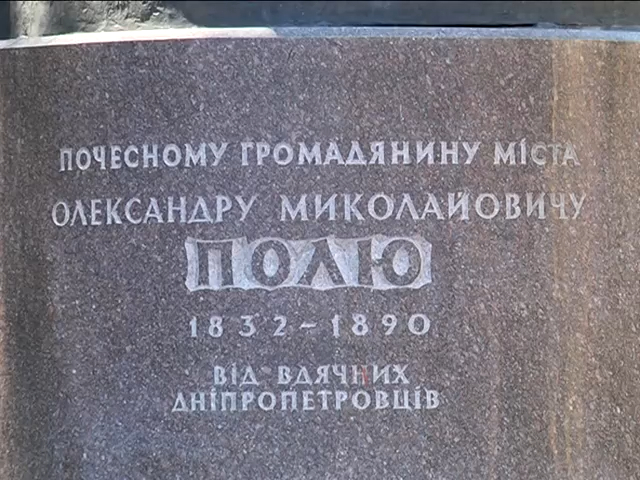 ПОЧЕСНОМУ ГРОМАДЯНИНУ МІСТА
ОЛЕКСАНДРУ МИКОЛАЙОВИЧУ
ПОЛЮ
1832-1890
ВІД ВДЯЧНИХ
ДНІПРОПЕТРОВЦІВ